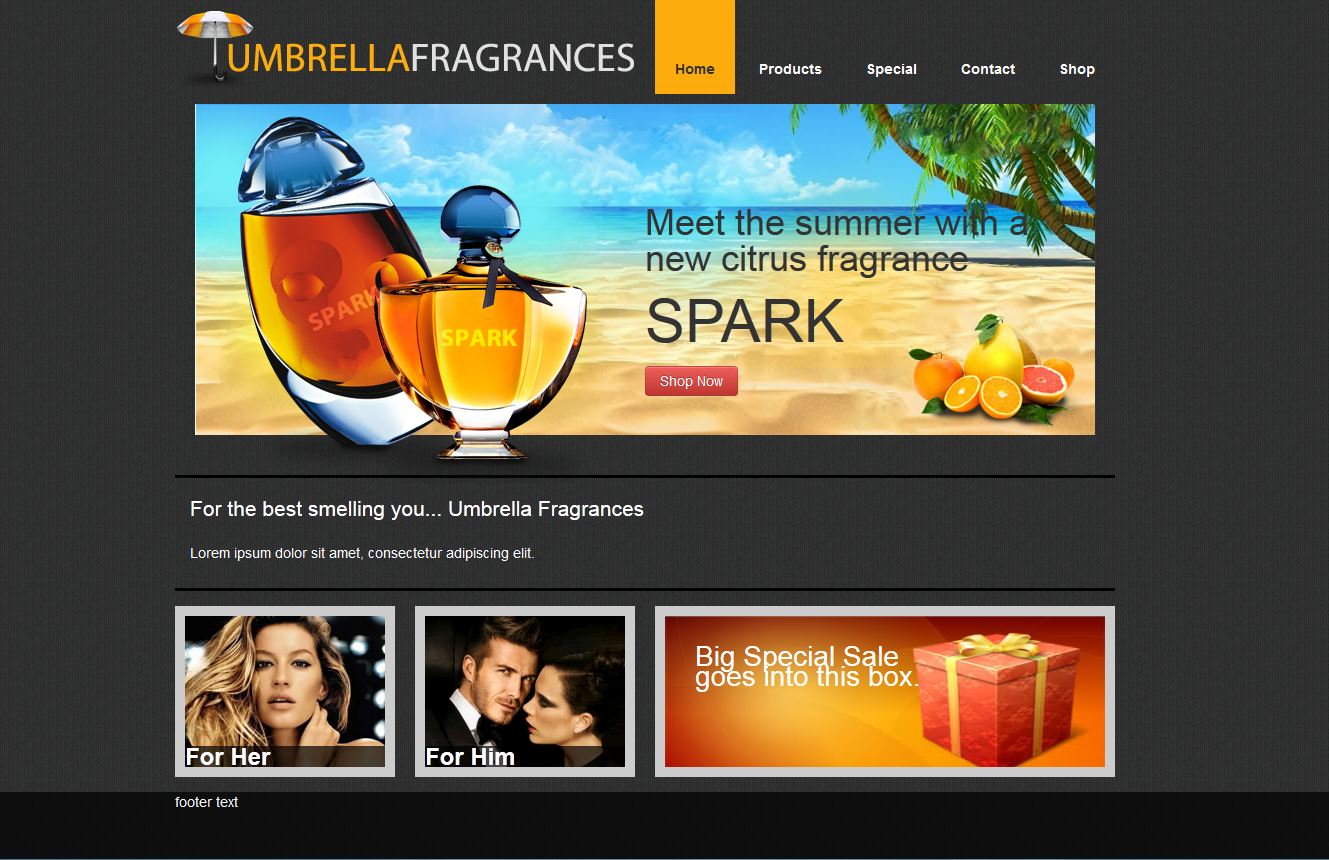 UMBRELLAFRAGRANCES
Home Products Special Contact Shop
Meet the summer with a
new citrus fragrance
SPARK
SPARK
SPARK
Shop Now
For the best smelling you... Umbrella Fragrances
Lorem ipsum dolor sit amet, consectetur adipiscing elit.
Big Special Sale
goes into this box.
For Her
For Him
footer text